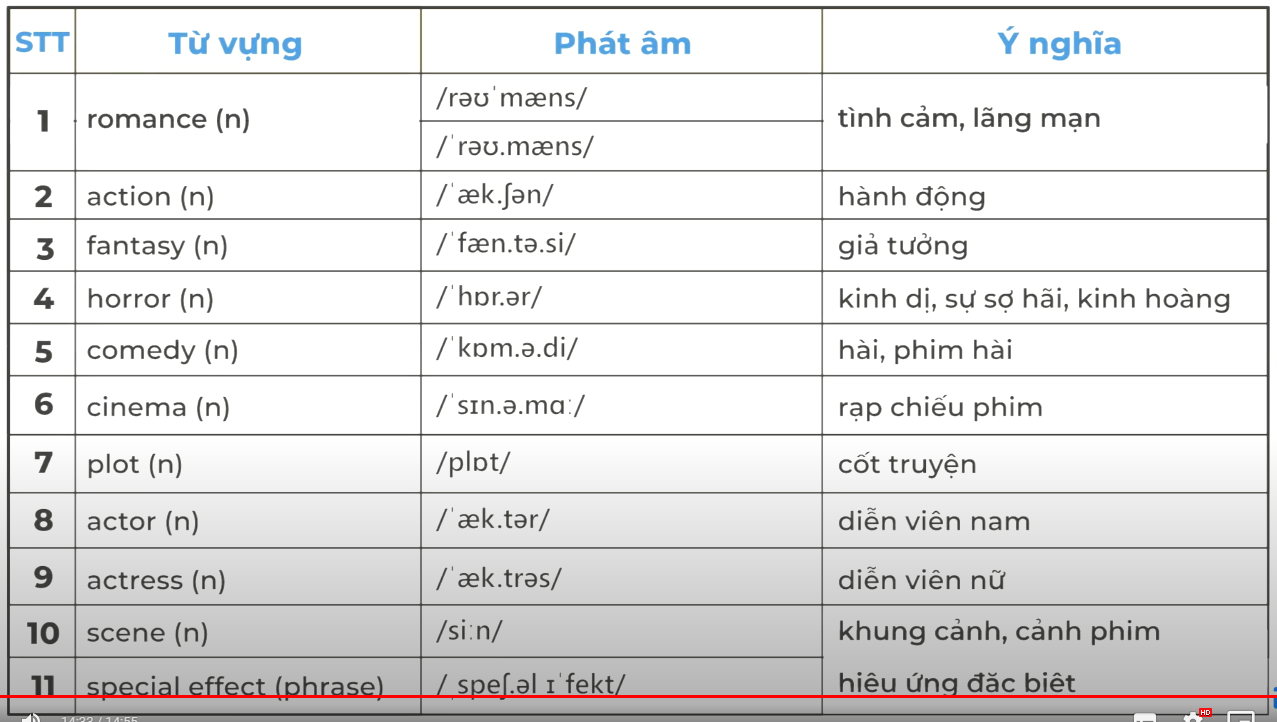 STT Từ vựng Phát âm Ý nghĩa
1 romance (n) /rəʊˈmæns/ tình cảm, lãng mạn
/ˈrəʊ.mæns/
2 action (n) /ˈæk.ʃən/ hành động
3 fantasy (n) /ˈfæn.tə.si/ giả tưởng
4 horror (n) /ˈhɒr.ər/ kinh dị, sự sợ hãi, kinh hoàng
5 comedy (n) /ˈkɒm.ə.di/ hài, phim hài
6 cinema (n) /ˈsɪn.ə.mɑː/ rạp chiếu phim
7 plot (n) /plɒt/ cốt truyện
8 actor (n) /ˈæk.tər/ diễn viên nam
9 actress (n) /ˈæk.trəs/ diễn viên nữ
10 scene (n) /siːn/ khung cảnh, cảnh phim
11 special effect (phrase) /ˌspeʃ.əl ɪˈfekt/ hiệu ứng đặc biệt
14:33 / 14:55 HD